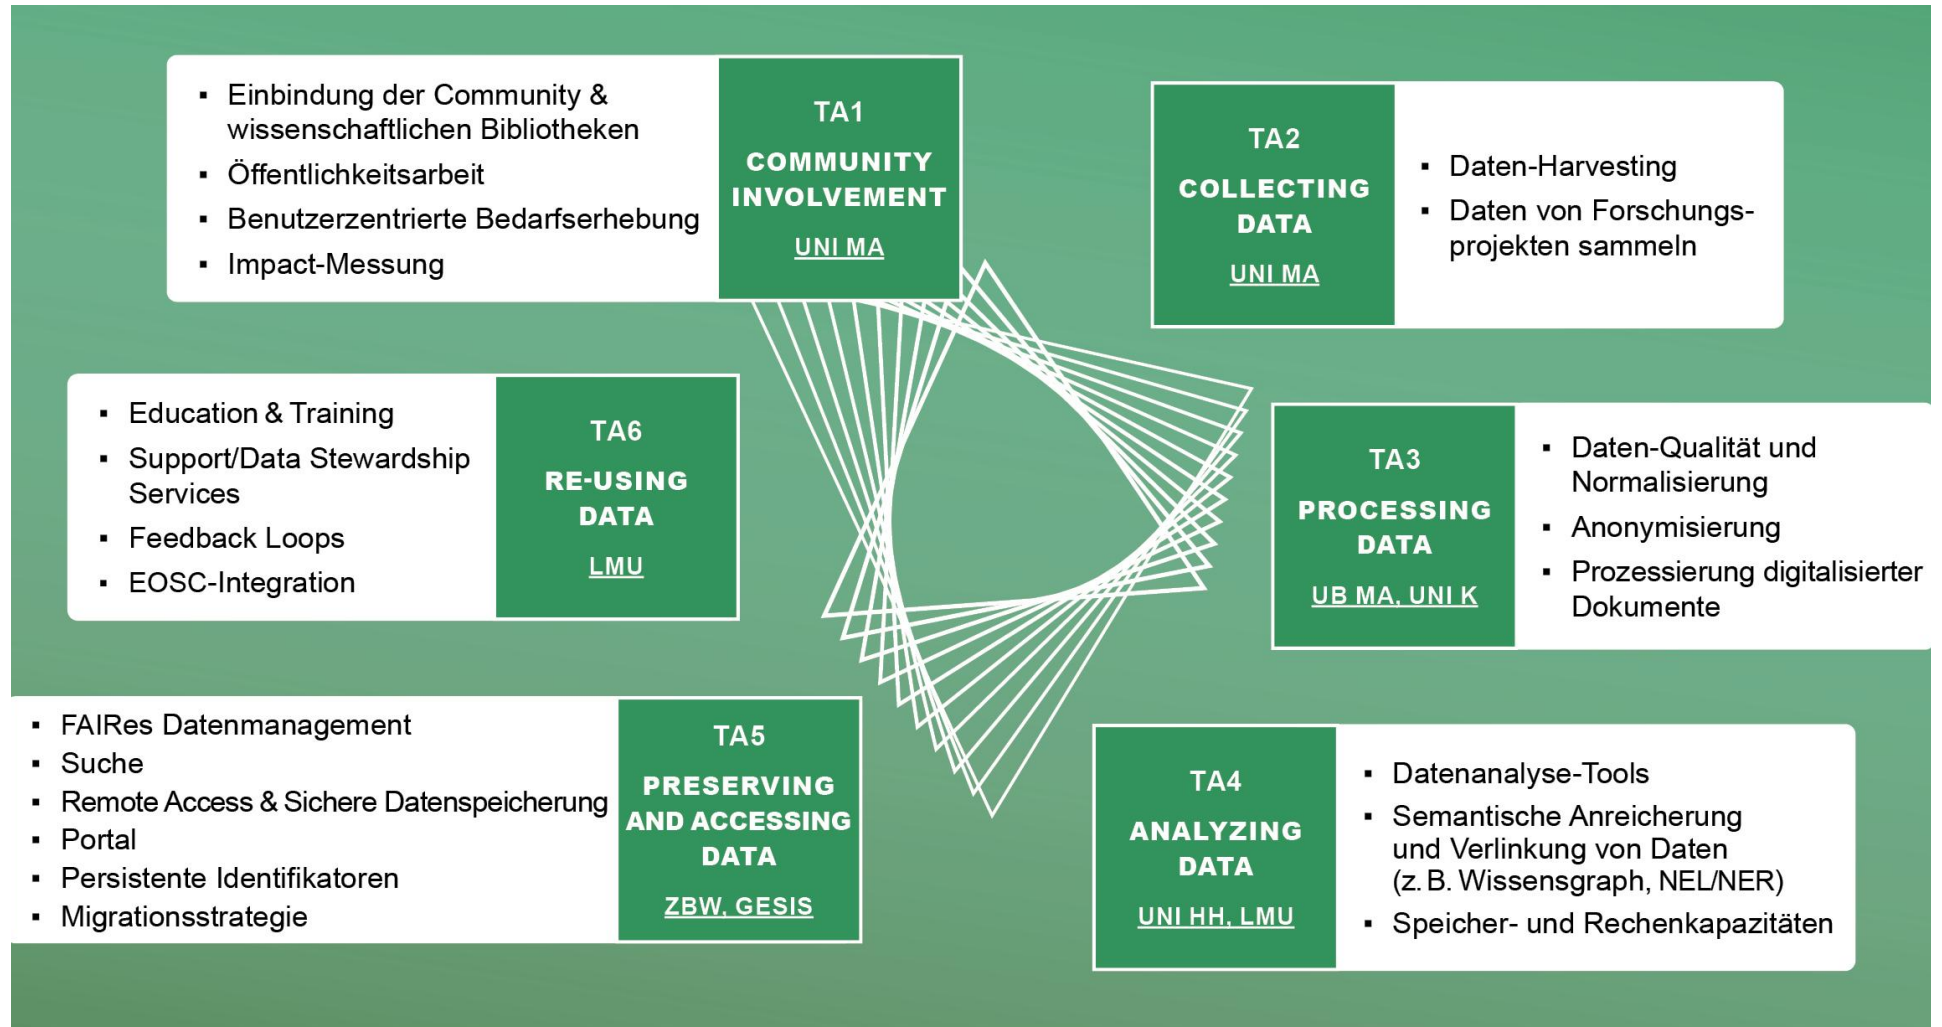 ▪ Einbindung der Community &
wissenschaftlichen Bibliotheken
▪ Öffentlichkeitsarbeit
▪ Benutzerzentrierte Bedarfserhebung
▪ Impact-Messung
TA1
COMMUNITY
INVOLVEMENT
UNI MA
TA2
COLLECTING
DATA
UNI MA
▪ Daten-Harvesting
▪ Daten von Forschungs-
projekten sammeln
TA3
PROCESSING
DATA
UB MA, UNI K
▪ Daten-Qualität und
Normalisierung
▪ Anonymisierung
▪ Prozessierung digitalisierter
Dokumente
TA4
ANALYZING
DATA
UNI HH, LMU
▪ Datenanalyse-Tools
▪ Semantische Anreicherung
und Verlinkung von Daten
(z. B. Wissensgraph, NEL/NER)
▪ Speicher- und Rechenkapazitäten
▪ FAIRes Datenmanagement
▪ Suche
▪ Remote Access & Sichere Datenspeicherung
▪ Portal
▪ Persistente Identifikatoren
▪ Migrationsstrategie
TA5
PRESERVING
AND ACCESSING
DATA
ZBW, GESIS
▪ Education & Training
▪ Support/Data Stewardship
Services
▪ Feedback Loops
▪ EOSC-Integration
TA6
RE-USING
DATA
LMU